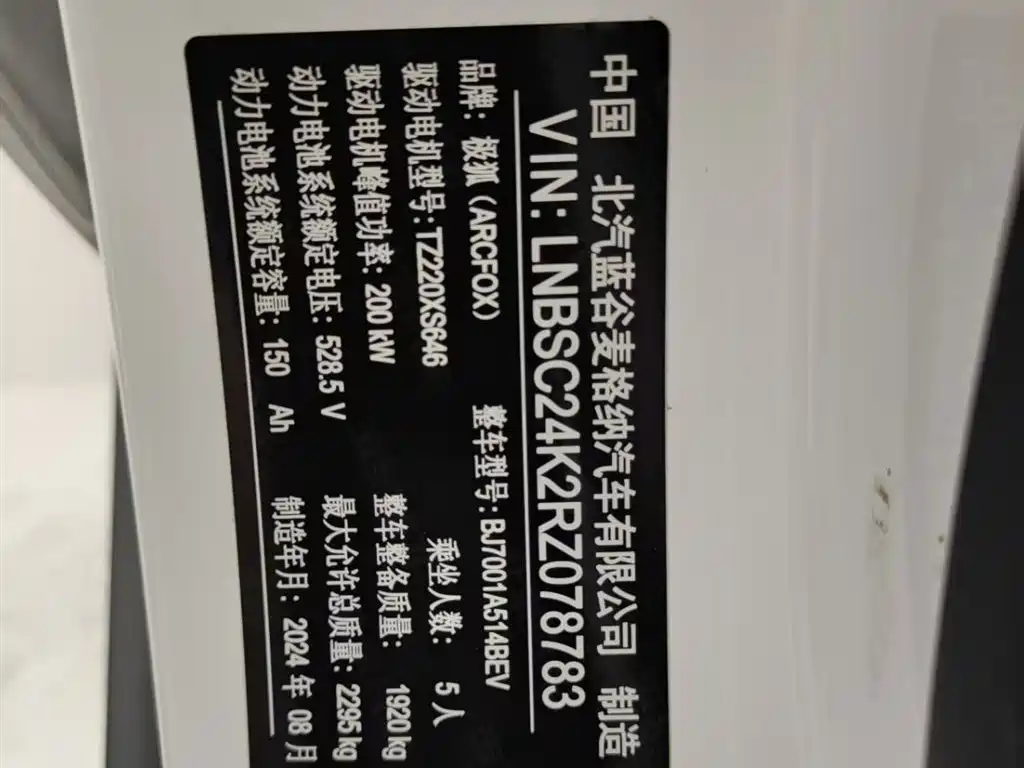 中国 北汽蓝谷麦格纳汽车有限公司 制造
VIN: LNBSC24K2RZ078783
品牌: 极狐(ARCFOX) 整车型号: BJ7001A514BEV
驱动电机型号: TZ220XS646 乘坐人数: 5人
驱动电机峰值功率: 200 kW 整车整备质量: 1920 kg
动力电池系统额定电压: 528.5 V 最大允许总质量: 2295 kg
动力电池系统额定容量: 150 Ah 制造年月: 2024 年 08 月